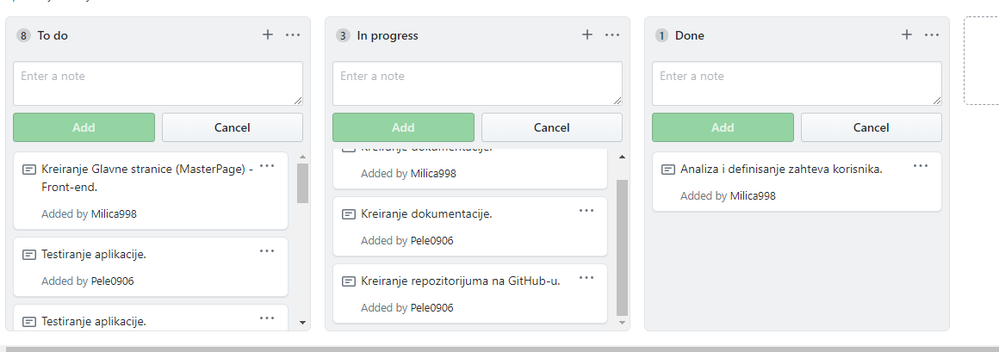 8 To do
Enter a note
Add Cancel
Kreiranje Glavne stranice (MasterPage) -
Front-end.
Added by Milica998
Testiranje aplikacije.
Added by Pele0906
Testiranje aplikacije.
3 In progress
Enter a note
Add Cancel
Kreiranje dokumentacije.
Added by Milica998
Kreiranje dokumentacije.
Added by Pele0906
Kreiranje repozitorijuma na GitHub-u.
Added by Pele0906
1 Done
Enter a note
Add Cancel
Analiza i definisanje zahteva korisnika.
Added by Milica998